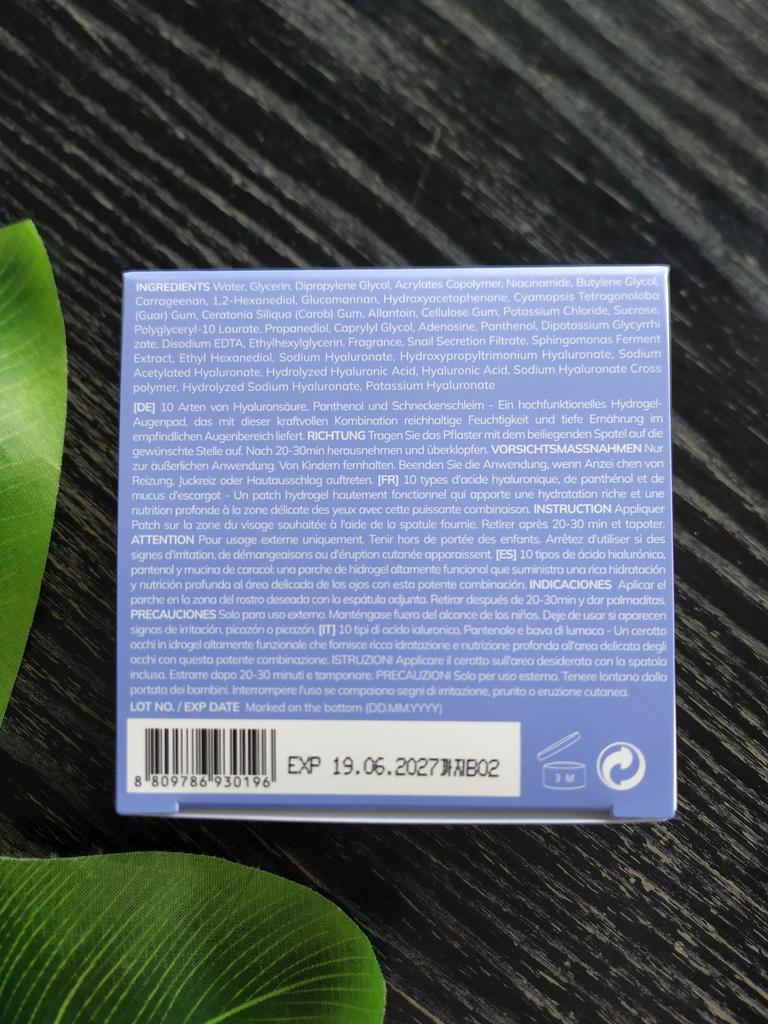 INGREDIENTS Water, Glycerin, Dipropylene Glycol, Acrylates Copolymer, Niacinamide, Butylene Glycol,
Carrageenan, 1,2-Hexanediol, Glucomannan, Hydroxyacetophenone, Cyamopsis Tetragonoloba
(Guar) Gum, Ceratonia Siliqua (Carob) Gum, Allantoin, Cellulose Gum, Potassium Chloride, Sucrose,
Polyglyceryl-10 Laurate, Propanediol, Caprylyl Glycol, Adenosine, Panthenol, Dipotassium Glycyrrhi
zate, Disodium EDTA, Ethylhexylglycerin, Fragrance, Snail Secretion Filtrate, Sphingomonas Ferment
Extract, Ethyl Hexanediol, Sodium Hyaluronate, Hydroxypropyltrimonium Hyaluronate, Sodium
Acetylated Hyaluronate, Hydrolyzed Hyaluronic Acid, Hyaluronic Acid, Sodium Hyaluronate Cross
polymer, Hydrolyzed Sodium Hyaluronate, Potassium Hyaluronate
[DE] 10 Arten von Hyaluronsäure, Panthenol und Schneckenschleim - Ein hochfunktionelles Hydrogel-
Augenpad, das mit dieser kraftvollen Kombination reichhaltige Feuchtigkeit und tiefe Ernährung im
empfindlichen Augenbereich liefert. RICHTUNG Tragen Sie das Pflaster mit dem beiliegenden Spatel auf die
gewünschte Stelle auf. Nach 20-30min herausnehmen und überklopfen. VORSICHTSMASSNAHMEN Nur
zur äußerlichen Anwendung. Von Kindern fernhalten. Beenden Sie die Anwendung, wenn Anzei chen von
Reizung, Juckreiz oder Hautausschlag auftreten. [FR] 10 types d'acide hyaluronique, de panthénol et de
mucus d'escargot - Un patch hydrogel hautement fonctionnel qui apporte une hydratation riche et une
nutrition profonde à la zone délicate des yeux avec cette puissante combinaison. INSTRUCTION Appliquer
Patch sur la zone du visage souhaitée à l'aide de la spatule fournie. Retirer après 20-30 min et tapoter.
ATTENTION Pour usage externe uniquement. Tenir hors de portée des enfants. Arrêtez d'utiliser si des
signes d'irritation, de démangeaisons ou d'éruption cutanée apparaissent. [ES] 10 tipos de ácido hialurónico,
pantenol y mucina de caracol: una parche de hidrogel altamente funcional que suministra una rica hidratación
y nutrición profunda al área delicada de los ojos con esta potente combinación. INDICACIONES Aplicar el
parche en la zona del rostro deseada con la espátula adjunta. Retirar después de 20-30min y dar palmaditas.
PRECAUCIONES Solo para uso externo. Manténgase fuera del alcance de los niños. Deje de usar si aparecen
signos de irritación, picazón o picazón. [IT] 10 tipi di acido ialuronico, Pantenolo e bava di lumaca - Un cerotto
occhi in idrogel altamente funzionale che fornisce ricca idratazione e nutrizione profonda all'area delicata degli
occhi con questa potente combinazione. ISTRUZIONI Applicare il cerotto sull'area desiderata con la spatola
inclusa. Estrarre dopo 20-30 minuti e tamponare. PRECAUZIONI Solo per uso esterno. Tenere lontano dalla
portata dei bambini. Interrompere l'uso se compaiono segni di irritazione, prurito o eruzione cutanea.
LOT NO. / EXP DATE Marked on the bottom (DD.MM.YYYY)
EXP 19.06.2027까지B02
8 809786 930196
3 M